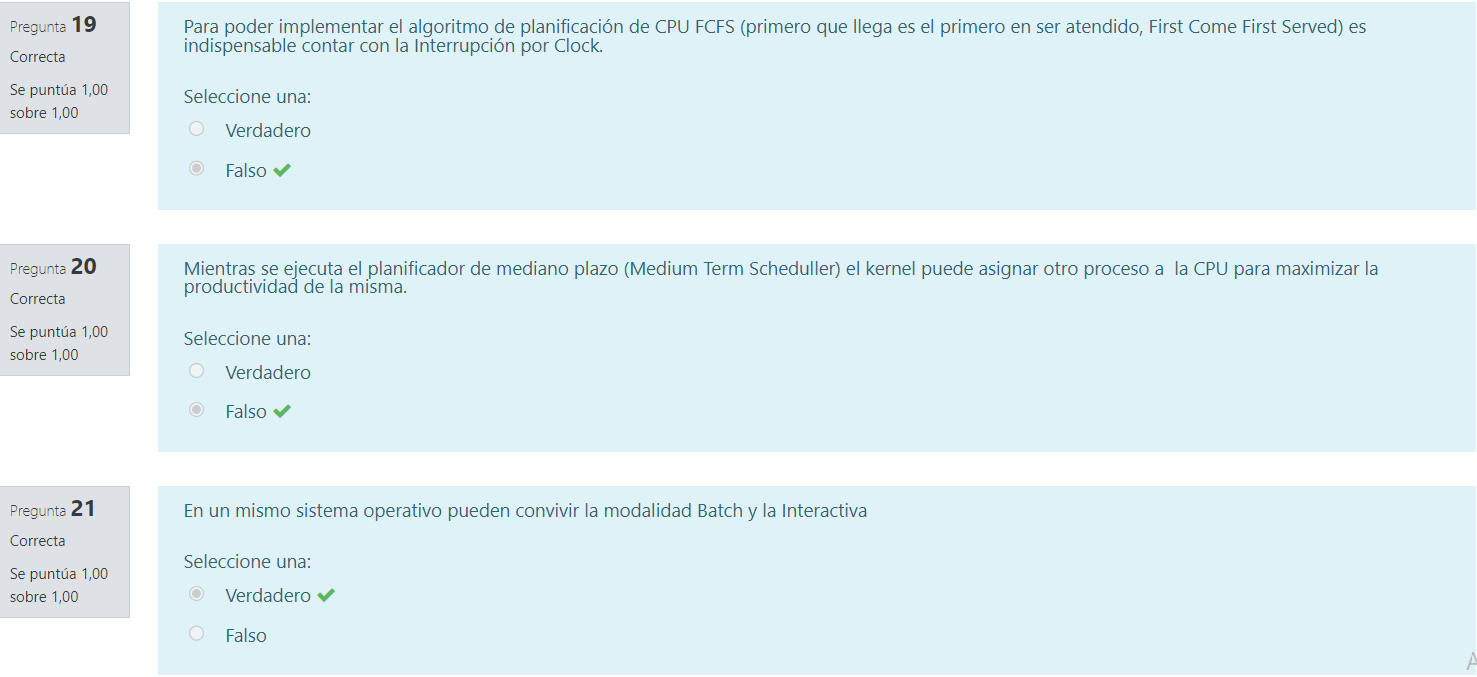 Pregunta 19
Correcta
Se puntúa 1,00
sobre 1,00
Para poder implementar el algoritmo de planificación de CPU FCFS (primero que llega es el primero en ser atendido, First Come First Served) es
indispensable contar con la Interrupción por Clock.
Seleccione una:
Verdadero
Falso
Pregunta 20
Correcta
Se puntúa 1,00
sobre 1,00
Mientras se ejecuta el planificador de mediano plazo (Medium Term Scheduller) el kernel puede asignar otro proceso a la CPU para maximizar la
productividad de la misma.
Seleccione una:
Verdadero
Falso
Pregunta 21
Correcta
Se puntúa 1,00
sobre 1,00
En un mismo sistema operativo pueden convivir la modalidad Batch y la Interactiva
Seleccione una:
Verdadero
Falso